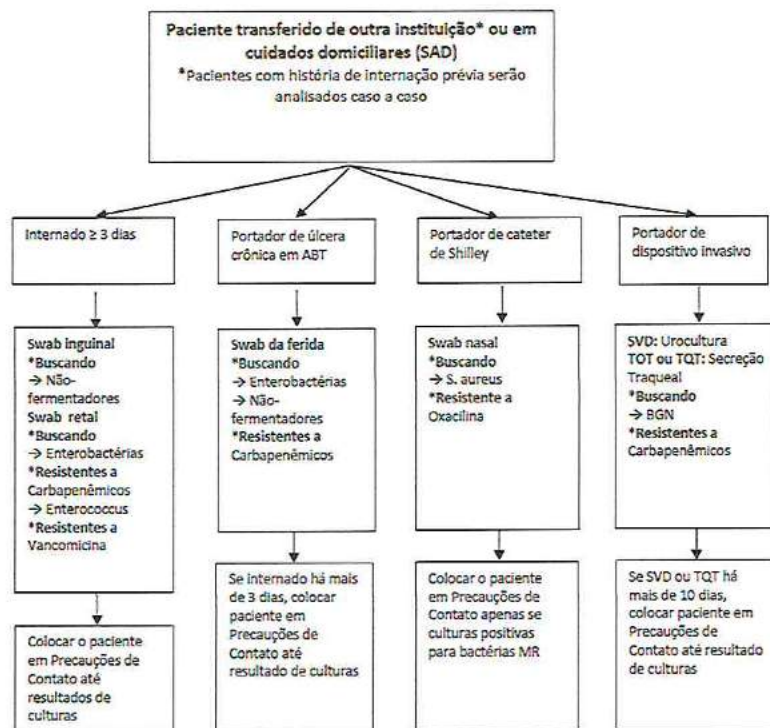 Paciente transferido de outra instituição* ou em
cuidados domiciliares (SAD)
*Pacientes com história de internação prévia serão
analisados caso a caso
Internado ≥ 3 dias
Portador de úlcera
crônica em ABT
Portador de cateter
de Shilley
Portador de
dispositivo invasivo
Swab inguinal
*Buscando
→ Não-
fermentadores
Swab retal
*Buscando
→ Enterobactérias
*Resistentes a
Carbapenêmicos
→ Enterococcus
*Resistentes a
Vancomicina
Swab da ferida
*Buscando
→ Enterobactérias
→ Não-
fermentadores
*Resistentes a
Carbapenêmicos
Swab nasal
*Buscando
→ S. aureus
*Resistente a
Oxacilina
SVD: Urocultura
TOT ou TQT: Secreção
Traqueal
*Buscando
→ BGN
*Resistentes a
Carbapenêmicos
Colocar o paciente
em Precauções de
Contato até
resultados de
culturas
Se internado há mais
de 3 dias, colocar
paciente em
Precauções de
Contato até
resultado de culturas
Colocar o paciente
em Precauções de
Contato apenas se
culturas positivas
para bactérias MR
Se SVD ou TQT há
mais de 10 dias,
colocar paciente em
Precauções de
Contato até resultado
de culturas